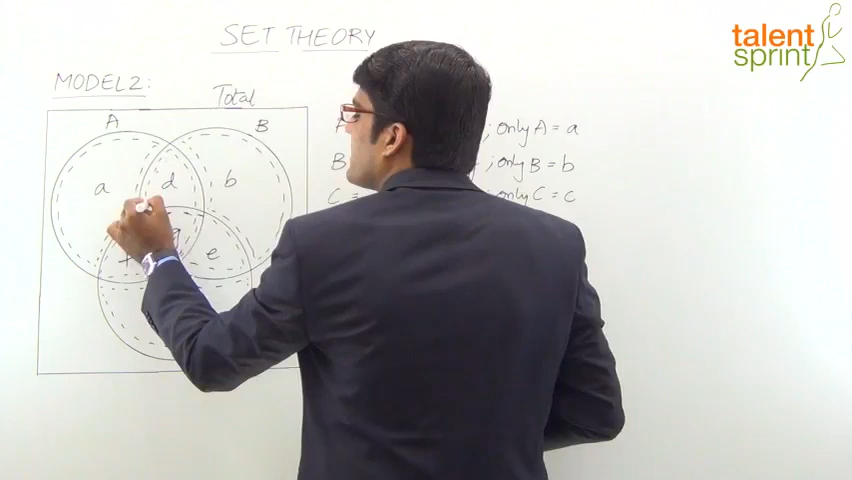 SET THEORY
talent
sprint
MODEL 2:
Total
A
B
; only A = a
a
d
b
B
; only B = b
C =
; only C = c
g
e
f